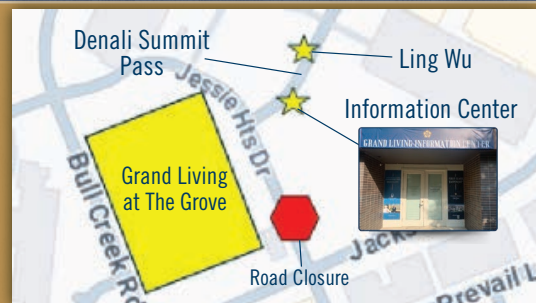 Denali Summit
Pass
Ling Wu
Jessie Hts Dr
Information Center
GRAND LIVING INFORMATION CENTER
Grand Living
at The Grove
Bull Creek Rd
Road Closure
Jacks
Prevail L